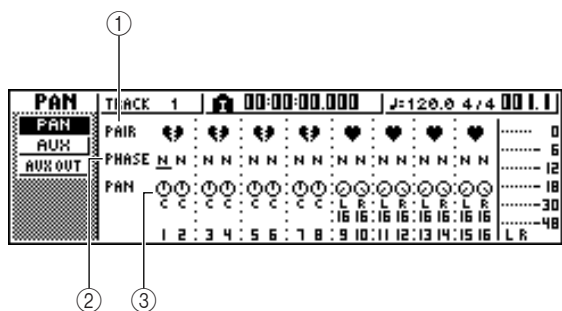 ①
PAN TRACK 1 00:00:00.000 ♩=120.0 4/4 001.1
PAN
AUX
AUX OUT
PAIR
PHASE N N N N N N N N N N N N N N N N
PAN
C C C C C C C C L R L R L R L R
16 16 16 16 16 16 16 16
1 2 3 4 5 6 7 8 9 10 11 12 13 14 15 16
0
6
12
18
30
48
L R
② ③